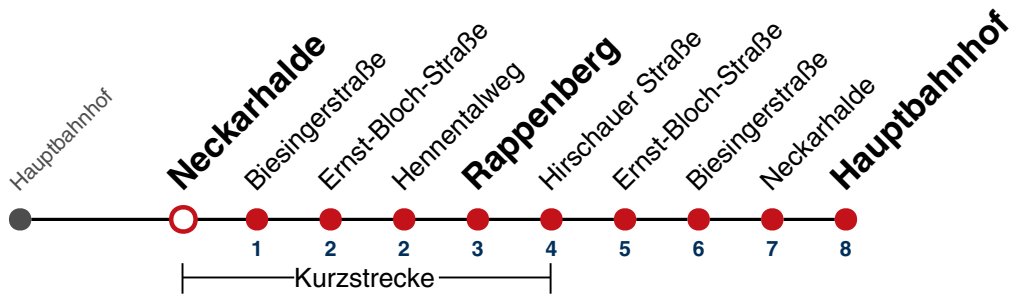 Hauptbahnhof
Neckarhalde
Biesingerstraße
Ernst-Bloch-Straße
Hennentalweg
Rappenberg
Hirschauer Straße
Ernst-Bloch-Straße
Biesingerstraße
Neckarhalde
Hauptbahnhof
1 2 2 3 4 5 6 7 8
Kurzstrecke